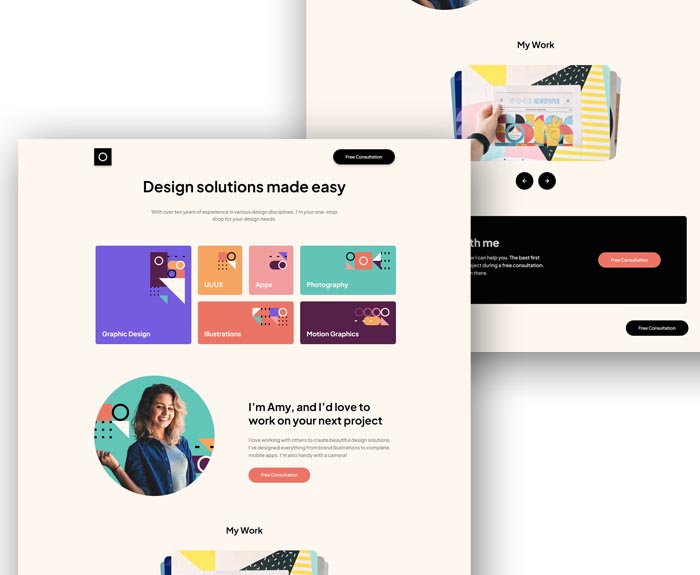 My Work
NEWSPAPER
th me
I can help you. The best first
ject during a free consultation.
n there.
Free Consultation
Free Consultation
Free Consultation
Design solutions made easy
With over ten years of experience in various design disciplines, I'm your one-stop
shop for your design needs.
Graphic Design
UI/UX
Apps
Photography
Illustrations
Motion Graphics
I'm Amy, and I'd love to
work on your next project
I love working with others to create beautiful design solutions.
I've designed everything from brand illustrations to complete
mobile apps. I'm also handy with a camera!
Free Consultation
My Work